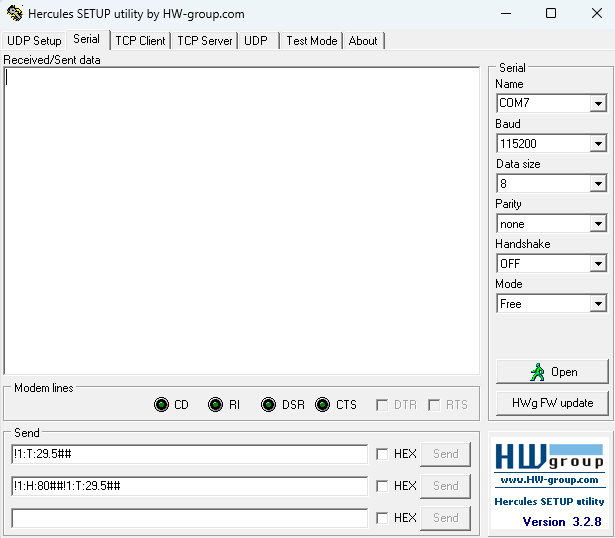 Hercules SETUP utility by HW-group.com
UDP Setup Serial TCP Client TCP Server UDP Test Mode About
Received/Sent data
Serial
Name
COM7
Baud
115200
Data size
8
Parity
none
Handshake
OFF
Mode
Free
Open
HWg FW update
Modem lines
CD RI DSR CTS DTR RTS
Send
!1:T:29.5## HEX Send
!1:H:80##!1:T:29.5## HEX Send
HEX Send
HWgroup
www.HW-group.com
Hercules SETUP utility
Version 3.2.8